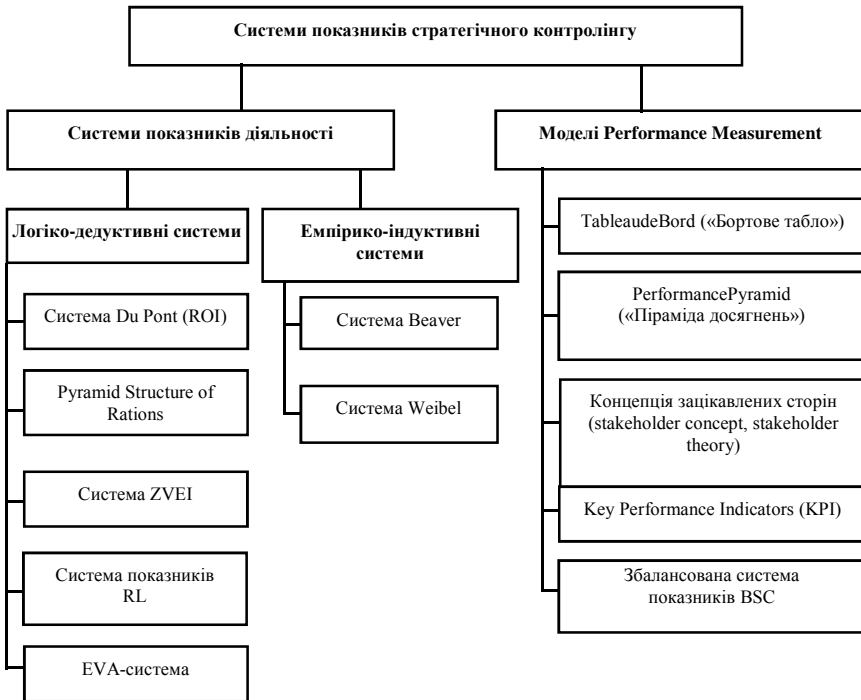 Системи показників стратегічного контролінгу
Системи показників діяльності
Моделі Performance Measurement
Логіко-дедуктивні системи
Система Du Pont (ROI)
Pyramid Structure of
Rations
Система ZVEI
Система показників
RL
EVA-система
Емпірико-індуктивні
системи
Система Beaver
Система Weibel
TableaudeBord («Бортове табло»)
PerformancePyramid
(«Піраміда досягнень»)
Концепція зацікавлених сторін
(stakeholder concept, stakeholder
theory)
Key Performance Indicators (KPI)
Збалансована система
показників BSC